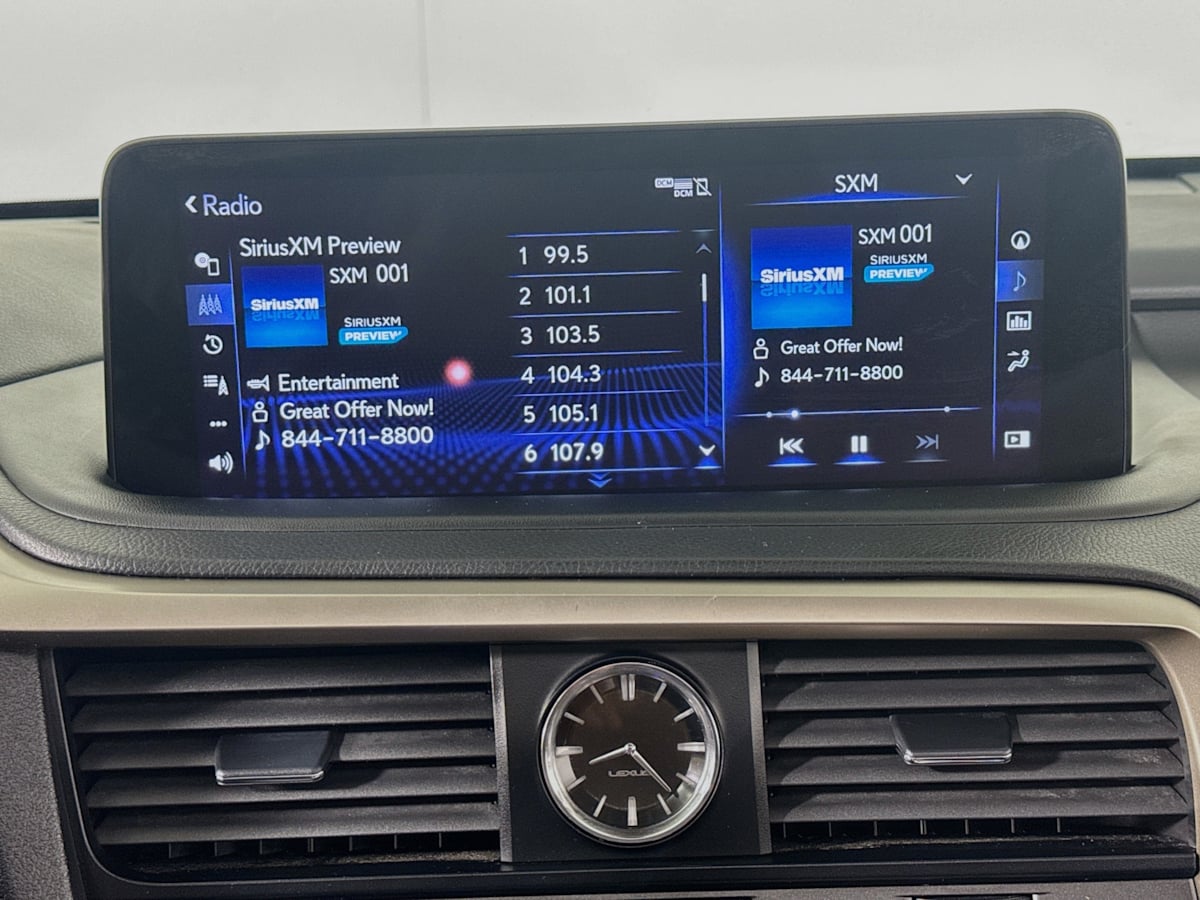 Radio
DCM
DCM
SiriusXM Preview
SiriusXM
SXM 001
SIRIUSXM
PREVIEW
Entertainment
Great Offer Now!
844-711-8800
1 99.5
2 101.1
3 103.5
4 104.3
5 105.1
6 107.9
SXM
SiriusXM
SXM 001
SIRIUSXM
PREVIEW
Great Offer Now!
844-711-8800
LEXUS